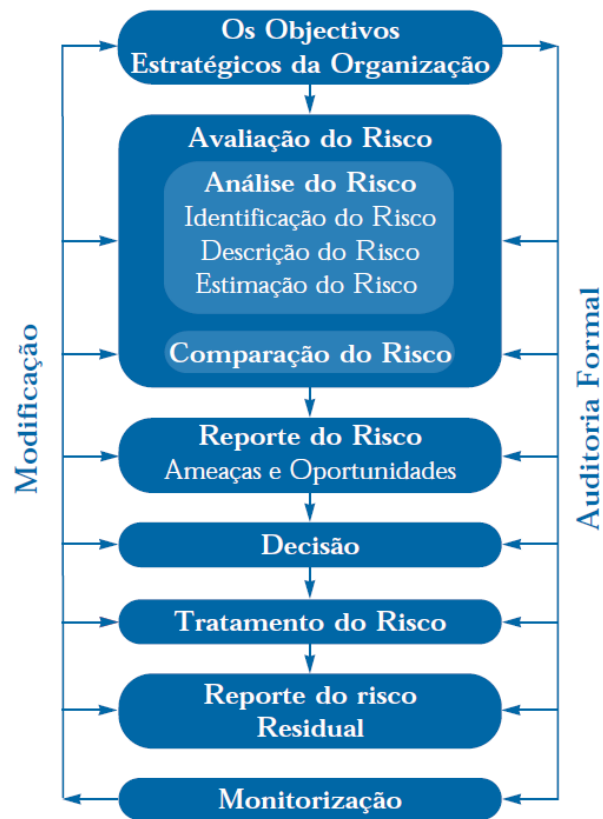 Os Objectivos
Estratégicos da Organização
Avaliação do Risco
Análise do Risco
Identificação do Risco
Descrição do Risco
Estimação do Risco
Comparação do Risco
Reporte do Risco
Ameaças e Oportunidades
Decisão
Tratamento do Risco
Reporte do risco
Residual
Monitorização
Modificação
Auditoria Formal